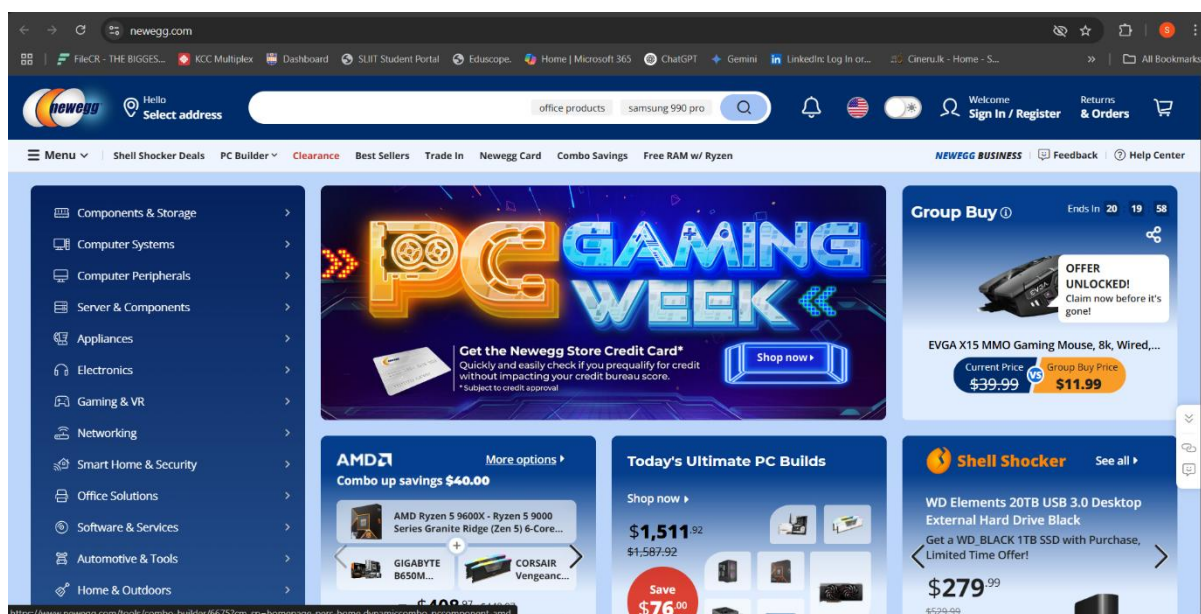 newegg.com
FileCR - THE BIGGES...
KCC Multiplex
Dashboard
SLIIT Student Portal
Eduscope.
Home | Microsoft 365
ChatGPT
Gemini
LinkedIn: Log In or...
Cineru.lk - Home - S...
»
All Bookmarks
newegg
Hello
Select address
office products
samsung 990 pro
Welcome
Sign In / Register
Returns
& Orders
Menu
Shell Shocker Deals
PC Builder
Clearance
Best Sellers
Trade In
Newegg Card
Combo Savings
Free RAM w/ Ryzen
NEWEGG BUSINESS
Feedback
Help Center
Components & Storage
Computer Systems
Computer Peripherals
Server & Components
Appliances
Electronics
Gaming & VR
Networking
Smart Home & Security
Office Solutions
Software & Services
Automotive & Tools
Home & Outdoors
PC GAMING
WEEK
Get the Newegg Store
Credit Card*
Quickly and easily check if you prequalify for credit
without impacting your credit bureau score.
*Subject to credit approval
Shop now
Group Buy
Ends In 20 19 58
OFFER
UNLOCKED!
Claim now before it's
gone!
EVGA
EVGA X15 MMO Gaming Mouse, 8k, Wired,...
Current Price
$39.99
VS
Group Buy Price
$11.99
AMD
More options
Combo up savings $40.00
AMD Ryzen 5 9600X - Ryzen 5 9000
Series Granite Ridge (Zen 5) 6-Core...
+
GIGABYTE
B650M...
CORSAIR
Vengeanc...
Today's Ultimate PC Builds
Shop now
$1,511.92
$1,587.92
Save
$76.00
Shell Shocker
See all
WD Elements 20TB USB
3.0 Desktop
External Hard Drive Black
Get a WD_BLACK 1TB SSD with Purchase,
Limited Time Offer!
$279.99
$529.99